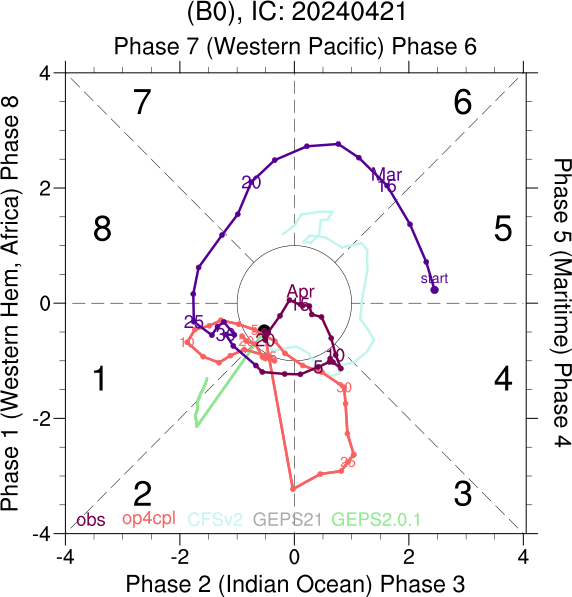 (B0), IC: 20240421
Phase 7 (Western Pacific) Phase 6
Phase 1 (Western Hem, Africa) Phase 8
Phase 5 (Maritime) Phase 4
4
2
0
-2
-4
7
6
8
5
1
4
2
3
20
Mar
15
start
25
Apr
15
30
5
10
20
10
30
25
obs op4cpl CFSv2 GEPS21 GEPS2.0.1
-4 -2 0 2 4
Phase 2 (Indian Ocean) Phase 3